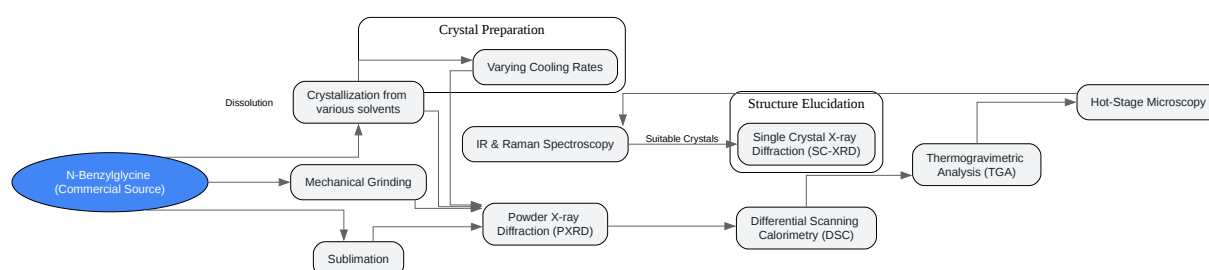 Crystal Preparation
Varying Cooling Rates
Crystallization from
various solvents
Dissolution
Structure Elucidation
Hot-Stage Microscopy
IR & Raman Spectroscopy
Suitable Crystals
Single Crystal X-ray
Diffraction (SC-XRD)
Thermogravimetric
Analysis (TGA)
N-Benzylglycine
(Commercial Source)
Mechanical Grinding
Powder X-ray
Diffraction (PXRD)
Differential Scanning
Calorimetry (DSC)
Sublimation